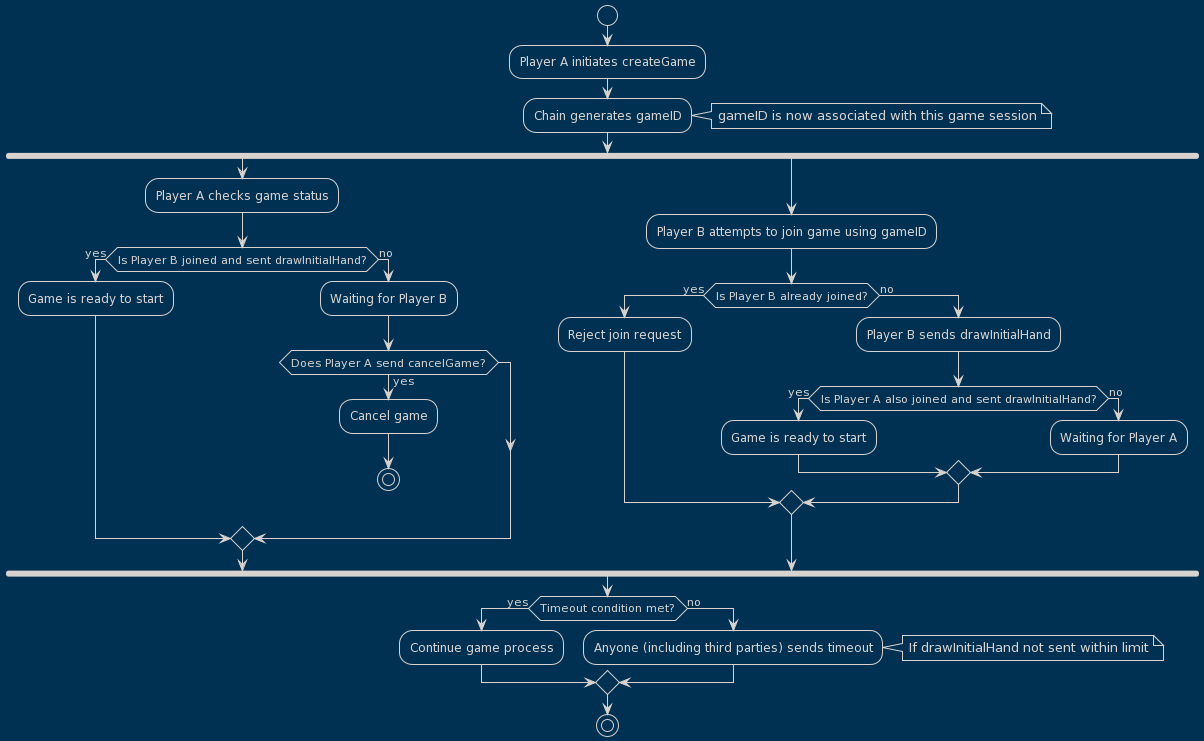 Player A initiates createGame
Chain generates gameID
gameID is now associated with this game session
Player A checks game status
Is Player B joined and sent drawInitialHand?
yes
no
Game is ready to start
Waiting for Player B
Does Player A send cancelGame?
yes
Cancel game
Player B attempts to join game using gameID
Is Player B already joined?
yes
no
Reject join request
Player B sends drawInitialHand
Is Player A also joined and sent drawInitialHand?
yes
no
Game is ready to start
Waiting for Player A
Timeout condition met?
yes
no
Continue game process
Anyone (including third parties) sends timeout
If drawInitialHand not sent within limit